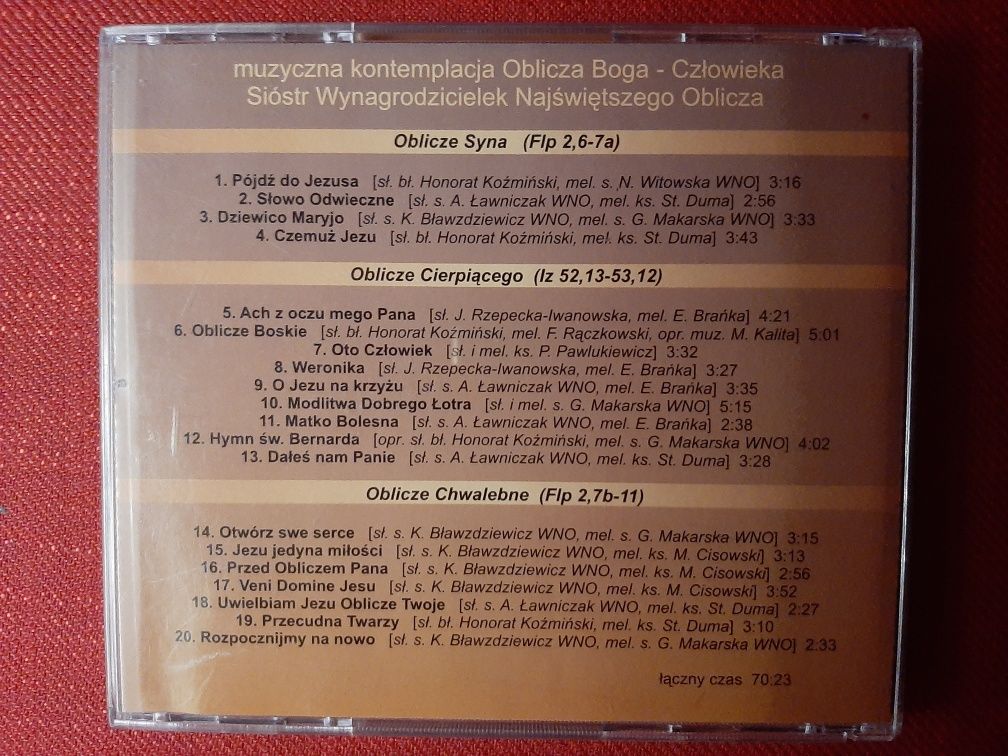 muzyczna kontemplacja Oblicza Boga - Człowieka
Sióstr Wynagrodzicielek Najświętszego Oblicza
Oblicze Syna (Flp 2,6-7a)
1. Pójdź do Jezusa [sł. bł. Honorat Koźmiński, mel. s. N. Witowska WNO] 3:16
2. Słowo Odwieczne [sł. s. A. Ławniczak WNO, mel. ks. St. Duma] 2:56
3. Dziewico Maryjo [sł. s. K. Bławzdziewicz WNO, mel. s. G. Makarska WNO] 3:33
4. Czemuż Jezu [sł. bł. Honorat Koźmiński, mel. ks. St. Duma] 3:43
Oblicze Cierpiącego (Iz 52,13-53,12)
5. Ach z oczu mego Pana [sł. J. Rzepecka-Iwanowska, mel. E. Brańka] 4:21
6. Oblicze Boskie [sł. bł. Honorat Koźmiński, mel. F. Rączkowski, opr. muz. M. Kalita] 5:01
7. Oto Człowiek [sł. i mel. ks. P. Pawlukiewicz] 3:32
8. Weronika [sł. J. Rzepecka-Iwanowska, mel. E. Brańka] 3:27
9. O Jezu na krzyżu [sł. s. A. Ławniczak WNO, mel. E. Brańka] 3:35
10. Modlitwa Dobrego Łotra [sł. i mel. s. G. Makarska WNO] 5:15
11. Matko Bolesna [sł. s. A. Ławniczak WNO, mel. E. Brańka] 2:38
12. Hymn św. Bernarda [opr. sł. bł. Honorat Koźmiński, mel. s. G. Makarska WNO] 4:02
13. Dałeś nam Panie [sł. s. A. Ławniczak WNO, mel. ks. St. Duma] 3:28
Oblicze Chwalebne (Flp 2,7b-11)
14. Otwórz swe serce [sł. s. K. Bławzdziewicz WNO, mel. s. G. Makarska WNO] 3:15
15. Jezu jedyna miłości [sł. s. K. Bławzdziewicz WNO, mel. ks. M. Cisowski] 3:13
16. Przed Obliczem Pana [sł. s. K. Bławzdziewicz WNO, mel. ks. M. Cisowski] 2:56
17. Veni Domine Jesu [sł. s. K. Bławzdziewicz WNO, mel. ks. M. Cisowski] 3:52
18. Uwielbiam Jezu Oblicze Twoje [sł. s. A. Ławniczak WNO, mel. ks. St. Duma] 2:27
19. Przecudna Twarzy [sł. bł. Honorat Koźmiński, mel. ks. St. Duma] 3:10
20. Rozpocznijmy na nowo [sł. s. K. Bławzdziewicz WNO, mel. s. G. Makarska WNO] 2:33
łączny czas 70:23